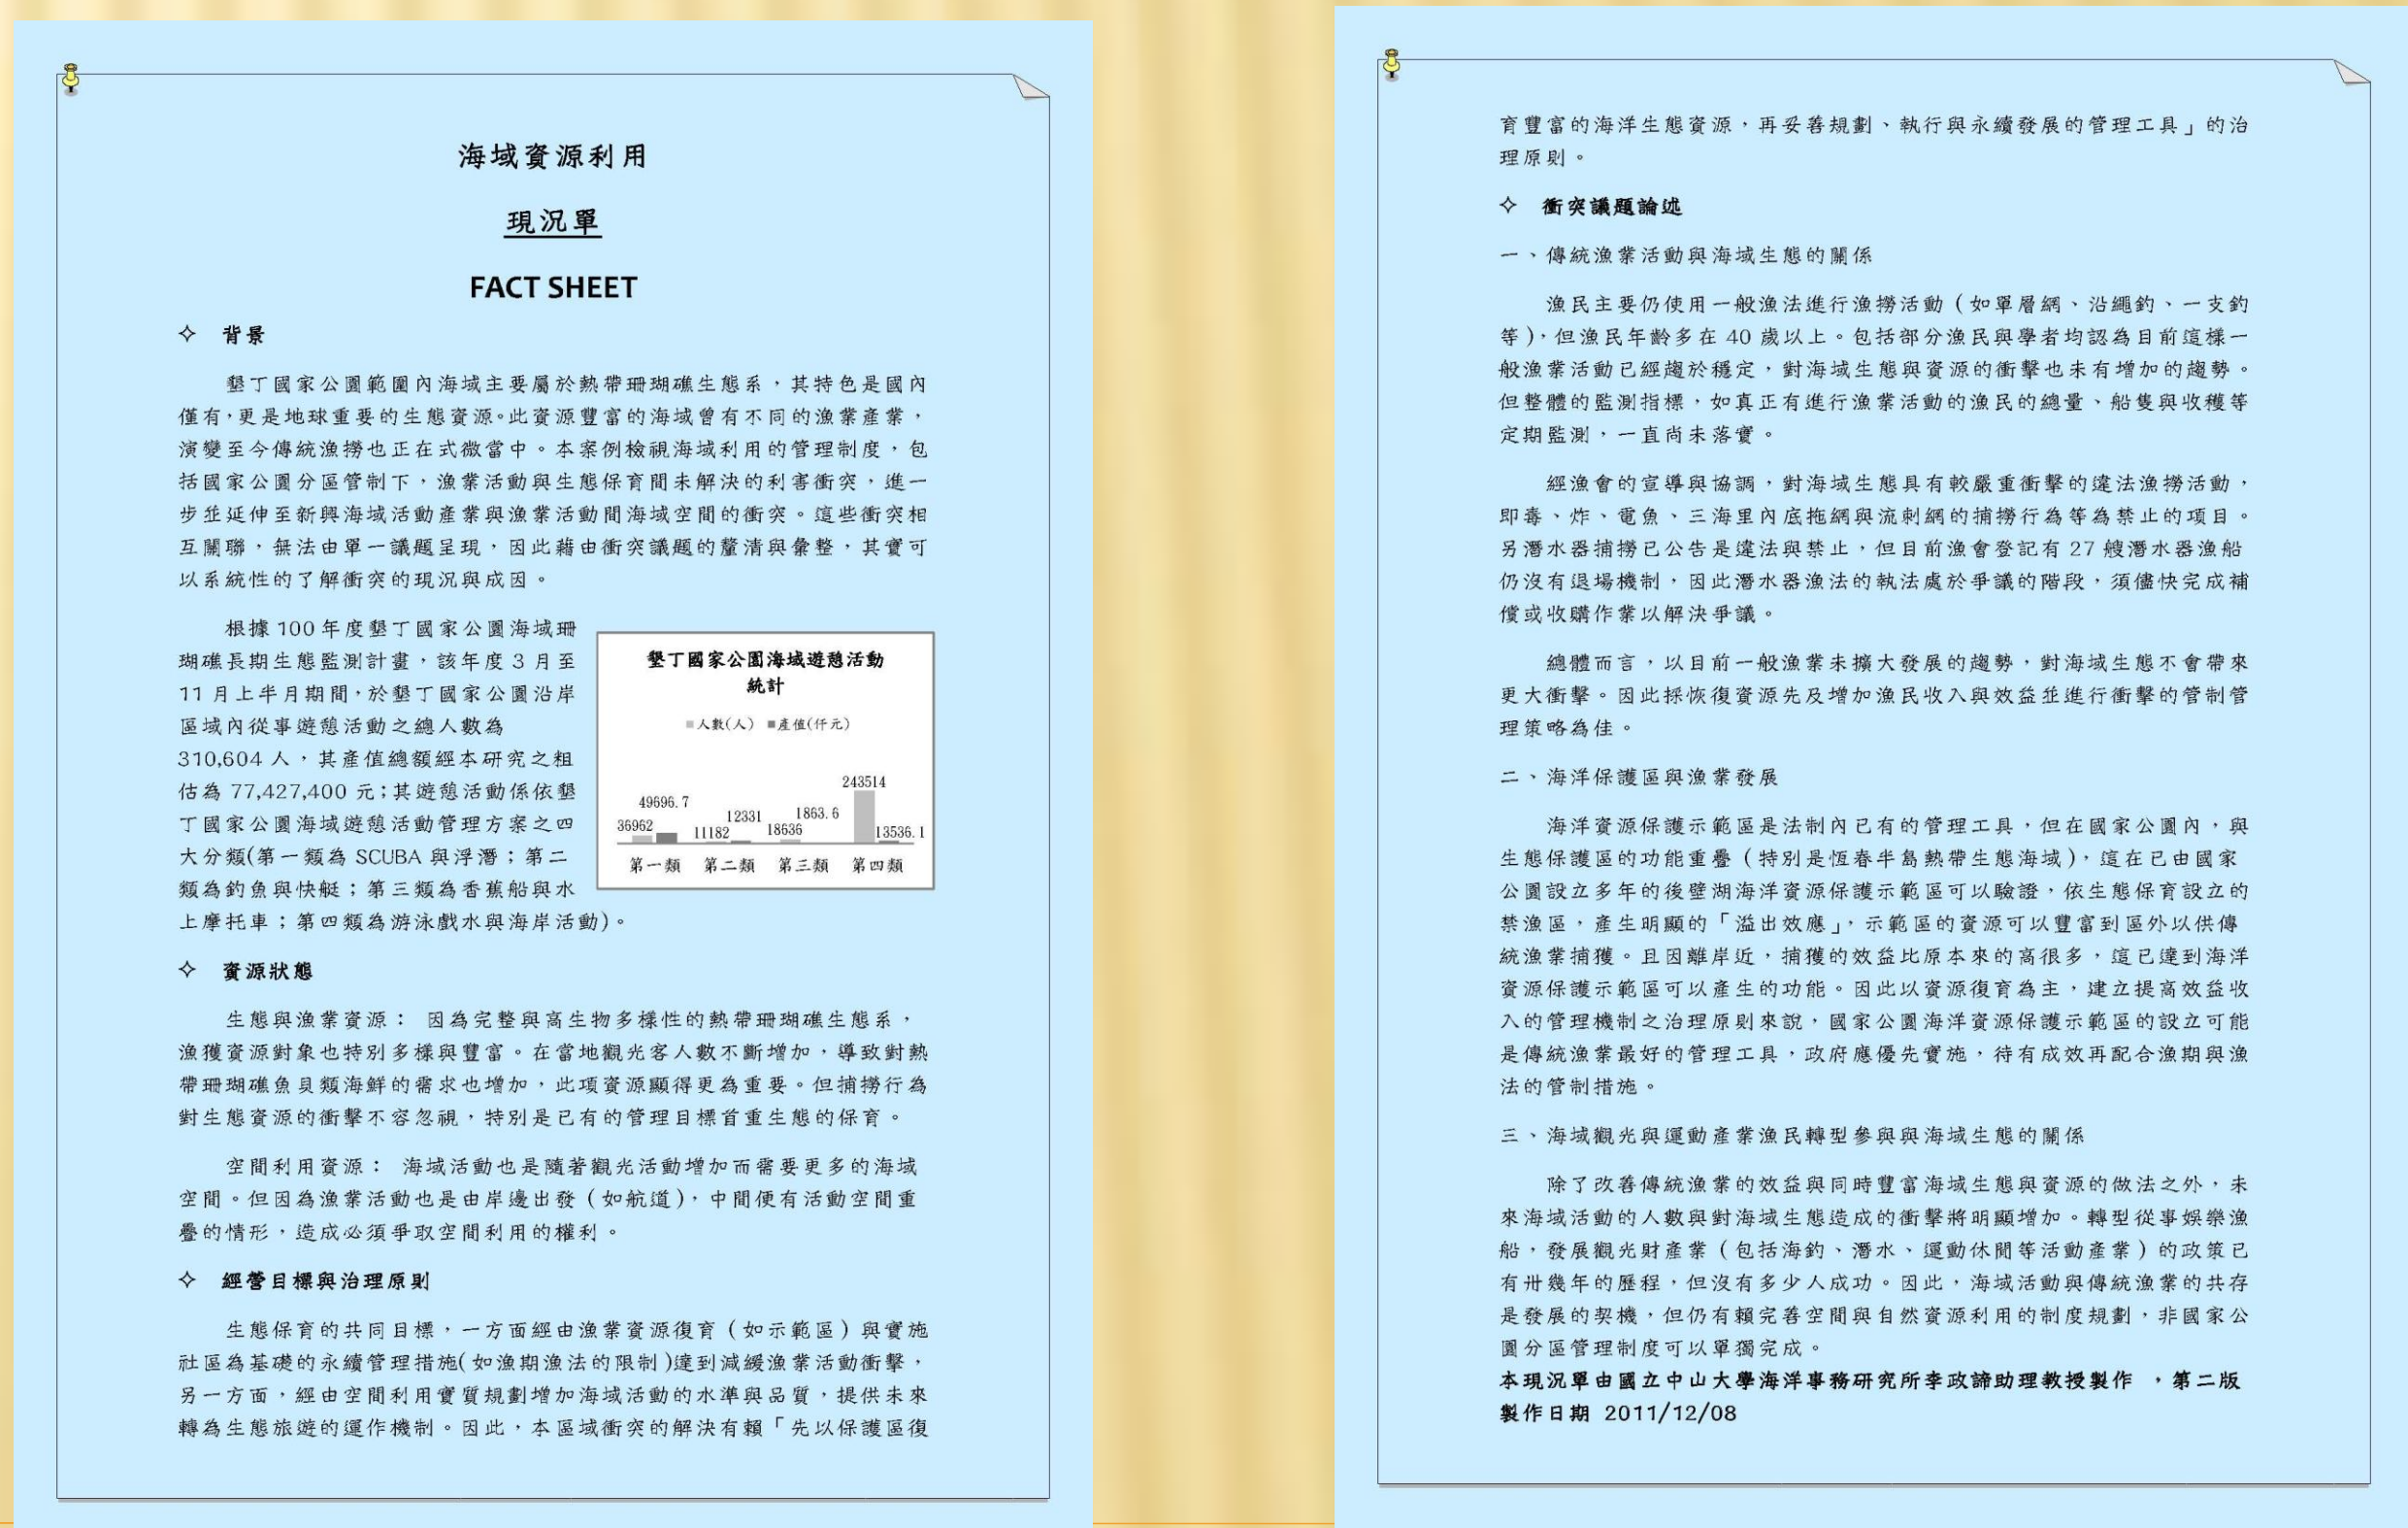 海域資源利用
現況單
FACT SHEET
✧ 背景
墾丁國家公園範圍內海域主要屬於熱帶珊瑚礁生態系，其特色是國內
僅有，更是地球重要的生態資源。此資源豐富的海域曾有不同的漁業產業，
演變至今傳統漁撈也正在式微當中。本案例檢視海域利用的管理制度，包
括國家公園分區管制下，漁業活動與生態保育間未解決的利害衝突，進一
步並延伸至新興海域活動產業與漁業活動間海域空間的衝突。這些衝突相
互關聯，無法由單一議題呈現，因此藉由衝突議題的釐清與彙整，其實可
以系統性的了解衝突的現況與成因。
根據 100 年度墾丁國家公園海域珊
瑚礁長期生態監測計畫，該年度 3 月至
11 月上半月期間，於墾丁國家公園沿岸
區域內從事遊憩活動之總人數為
310,604 人，其產值總額經本研究之粗
估為 77,427,400 元；其遊憩活動係依墾
丁國家公園海域遊憩活動管理方案之四
大分類(第一類為 SCUBA 與浮潛；第二
類為釣魚與快艇；第三類為香蕉船與水
上摩托車；第四類為游泳戲水與海岸活動)。
墾丁國家公園海域遊憩活動
統計
人數(人) 產值(仟元)
36962 49696.7 11182 12331 18636 1863.6 243514 13536.1
第一類 第二類 第三類 第四類
✧ 資源狀態
生態與漁業資源： 因為完整與高生物多樣性的熱帶珊瑚礁生態系，
漁獲資源對象也特別多樣與豐富。在當地觀光客人數不斷增加，導致對熱
帶珊瑚礁魚貝類海鮮的需求也增加，此項資源顯得更為重要。但捕撈行為
對生態資源的衝擊不容忽視，特別是已有的管理目標首重生態的保育。
空間利用資源： 海域活動也是隨著觀光活動增加而需要更多的海域
空間。但因為漁業活動也是由岸邊出發（如航道），中間便有活動空間重
疊的情形，造成必須爭取空間利用的權利。
✧ 經營目標與治理原則
生態保育的共同目標，一方面經由漁業資源復育（如示範區）與實施
社區為基礎的永續管理措施(如漁期漁法的限制)達到減緩漁業活動衝擊，
另一方面，經由空間利用實質規劃增加海域活動的水準與品質，提供未來
轉為生態旅遊的運作機制。因此，本區域衝突的解決有賴「先以保護區復
育豐富的海洋生態資源，再妥善規劃、執行與永續發展的管理工具」的治
理原則。
✧ 衝突議題論述
一、傳統漁業活動與海域生態的關係
漁民主要仍使用一般漁法進行漁撈活動（如單層網、沿繩釣、一支釣
等），但漁民年齡多在 40 歲以上。包括部分漁民與學者均認為目前這樣一
般漁業活動已經趨於穩定，對海域生態與資源的衝擊也未有增加的趨勢。
但整體的監測指標，如真正有進行漁業活動的漁民的總量、船隻與收穫等
定期監測，一直尚未落實。
經漁會的宣導與協調，對海域生態具有較嚴重衝擊的違法漁撈活動，
即毒、炸、電魚、三海里內底拖網與流刺網的捕撈行為等為禁止的項目。
另潛水器捕撈已公告是違法與禁止，但目前漁會登記有 27 艘潛水器漁船
仍沒有退場機制，因此潛水器漁法的執法處於爭議的階段，須儘快完成補
償或收購作業以解決爭議。
總體而言，以目前一般漁業未擴大發展的趨勢，對海域生態不會帶來
更大衝擊。因此採恢復資源先及增加漁民收入與效益並進行衝擊的管制管
理策略為佳。
二、海洋保護區與漁業發展
海洋資源保護示範區是法制內已有的管理工具，但在國家公園內，與
生態保護區的功能重疊（特別是恆春半島熱帶生態海域），這在已由國家
公園設立多年的後壁湖海洋資源保護示範區可以驗證，依生態保育設立的
禁漁區，產生明顯的「溢出效應」，示範區的資源可以豐富到區外以供傳
統漁業捕獲。且因離岸近，捕獲的效益比原本來的高很多，這已達到海洋
資源保護示範區可以產生的功能。因此以資源復育為主，建立提高效益收
入的管理機制之治理原則來說，國家公園海洋資源保護示範區的設立可能
是傳統漁業最好的管理工具，政府應優先實施，待有成效再配合漁期與漁
法的管制措施。
三、海域觀光與運動產業漁民轉型參與與海域生態的關係
除了改善傳統漁業的效益與同時豐富海域生態與資源的做法之外，未
來海域活動的人數與對海域生態造成的衝擊將明顯增加。轉型從事娛樂漁
船，發展觀光財產業（包括海釣、潛水、運動休閒等活動產業）的政策已
有卅幾年的歷程，但沒有多少人成功。因此，海域活動與傳統漁業的共存
是發展的契機，但仍有賴完善空間與自然資源利用的制度規劃，非國家公
園分區管理制度可以單獨完成。
本現況單由國立中山大學海洋事務研究所李政諦助理教授製作 ，第二版
製作日期 2011/12/08